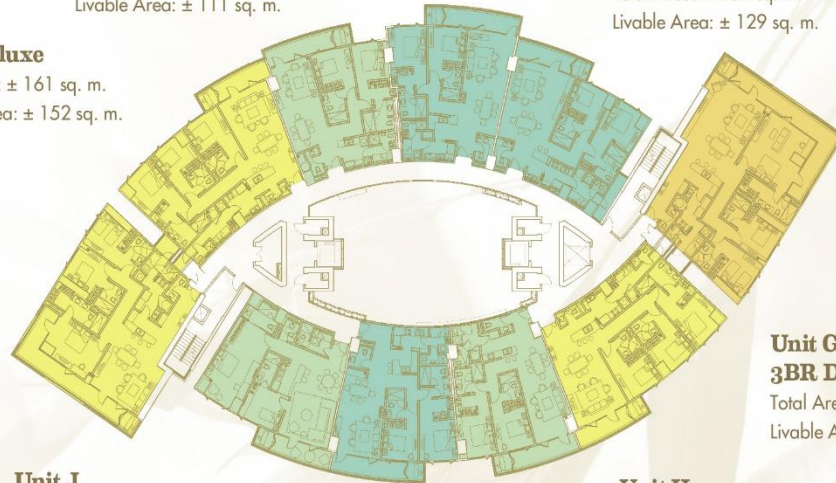 Livable Area: ± 111 sq. m.
Livable Area: ± 129 sq. m.
luxe
± 161 sq. m.
ea: ± 152 sq. m.
Unit G
3BR D
Total Are
Livable A
Unit
Unit